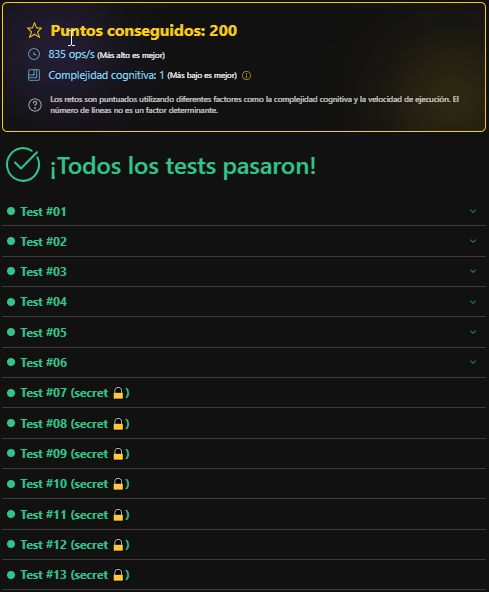 Puntos conseguidos: 200
835 ops/s (Más alto es mejor)
Complejidad cognitiva: 1 (Más bajo es mejor)
Los retos son puntuados utilizando diferentes factores como la complejidad cognitiva y la velocidad de ejecución. El
número de líneas no es un factor determinante.
¡Todos los tests pasaron!
Test #01
Test #02
Test #03
Test #04
Test #05
Test #06
Test #07 (secret 🔒)
Test #08 (secret 🔒)
Test #09 (secret 🔒)
Test #10 (secret 🔒)
Test #11 (secret 🔒)
Test #12 (secret 🔒)
Test #13 (secret 🔒)